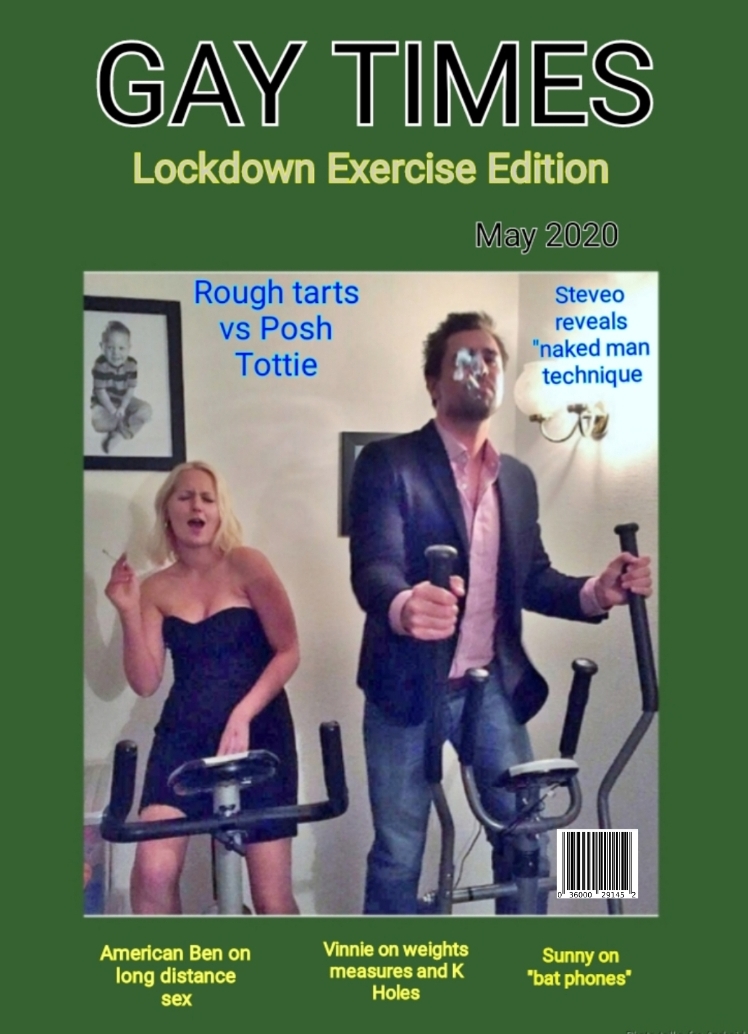 GAY TIMES
Lockdown Exercise Edition
May 2020
Rough tarts
vs Posh
Tottie
Steveo
reveals
"naked man
technique
0 36000 29145 2
American Ben on
long distance
sex
Vinnie on weights
measures and K
Holes
Sunny on
"bat phones"